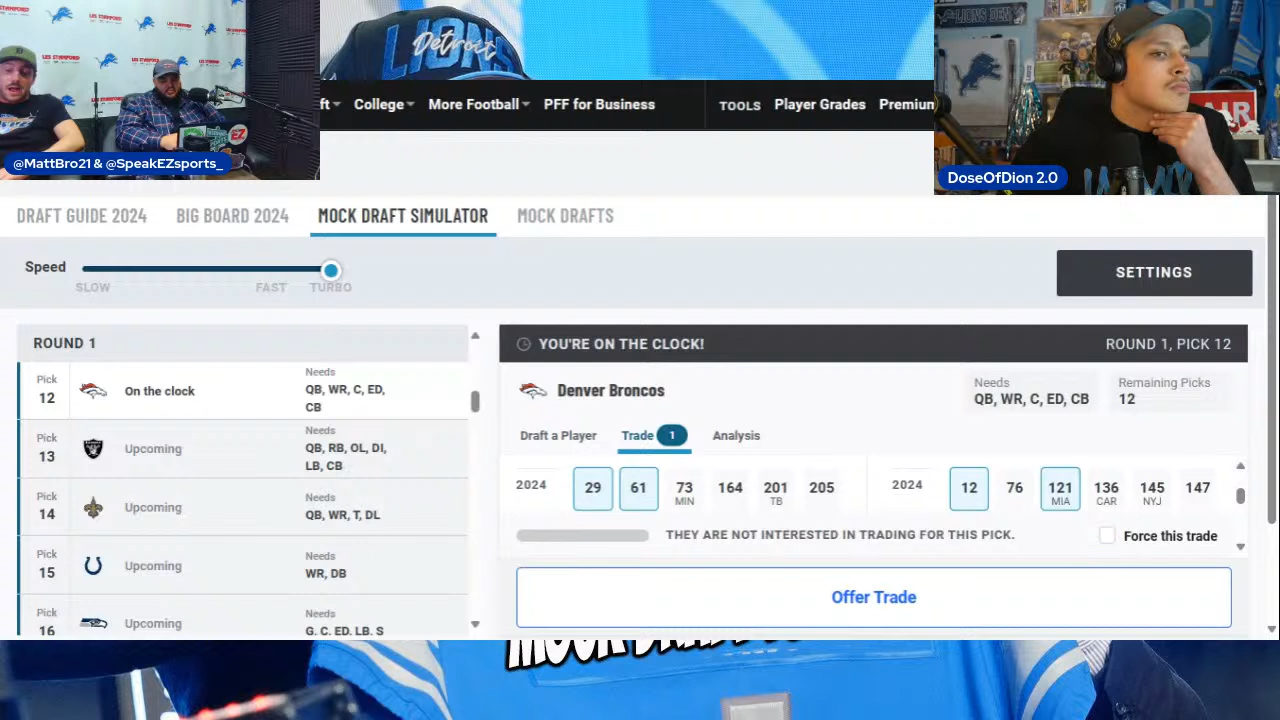 LIONS
Detroit
LIONS DEN
AIR
EZ
@MattBro21 & @SpeakEZsports_
DoseOfDion 2.0
ft College More Football PFF for Business TOOLS Player Grades Premium
DRAFT GUIDE 2024 BIG BOARD 2024 MOCK DRAFT SIMULATOR MOCK DRAFTS
Speed
SLOW FAST TURBO
SETTINGS
ROUND 1
Pick 12 On the clock Needs QB, WR, C, ED, CB
Pick 13 Upcoming Needs QB, RB, OL, DI, LB, CB
Pick 14 Upcoming Needs QB, WR, T, DL
Pick 15 Upcoming Needs WR, DB
Pick 16 Upcoming Needs G, C, ED, LB, S
YOU'RE ON THE CLOCK! ROUND 1, PICK 12
Denver Broncos
Needs QB, WR, C, ED, CB
Remaining Picks 12
Draft a Player Trade 1 Analysis
2024 29 61 73 MIN 164 201 TB 205
2024 12 76 121 MIA 136 CAR 145 NYJ 147
THEY ARE NOT INTERESTED IN TRADING FOR THIS PICK.
Force this trade
Offer Trade